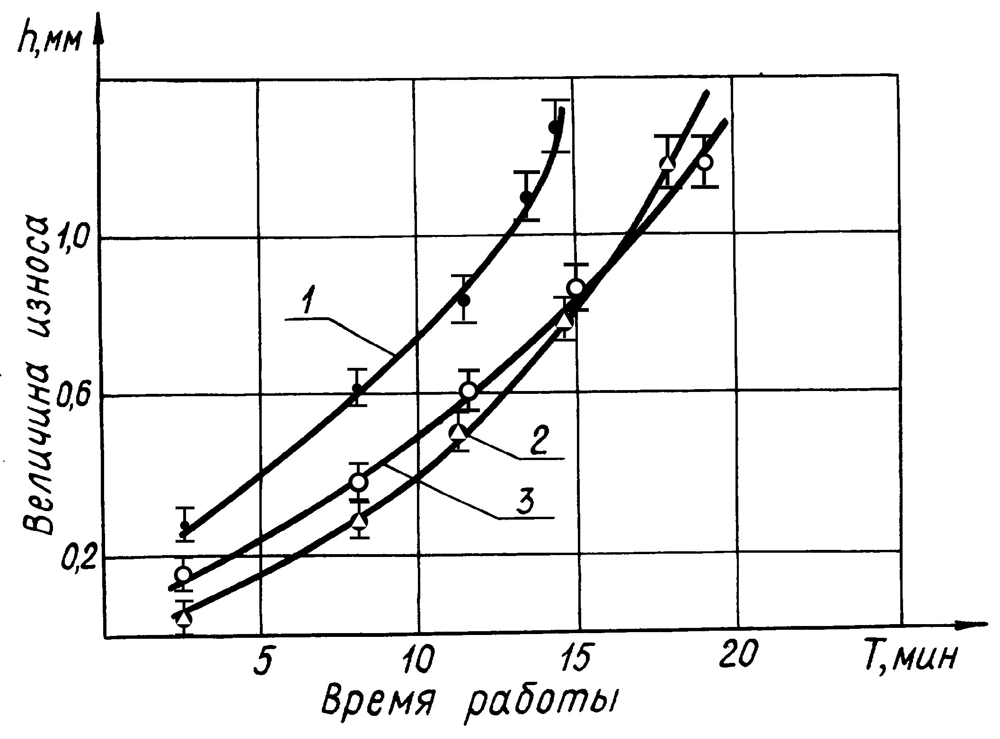 h, мм
1,0
0,6
0,2
Величина износа
1
2
3
5
10
15
20
Т, мин
Время работы